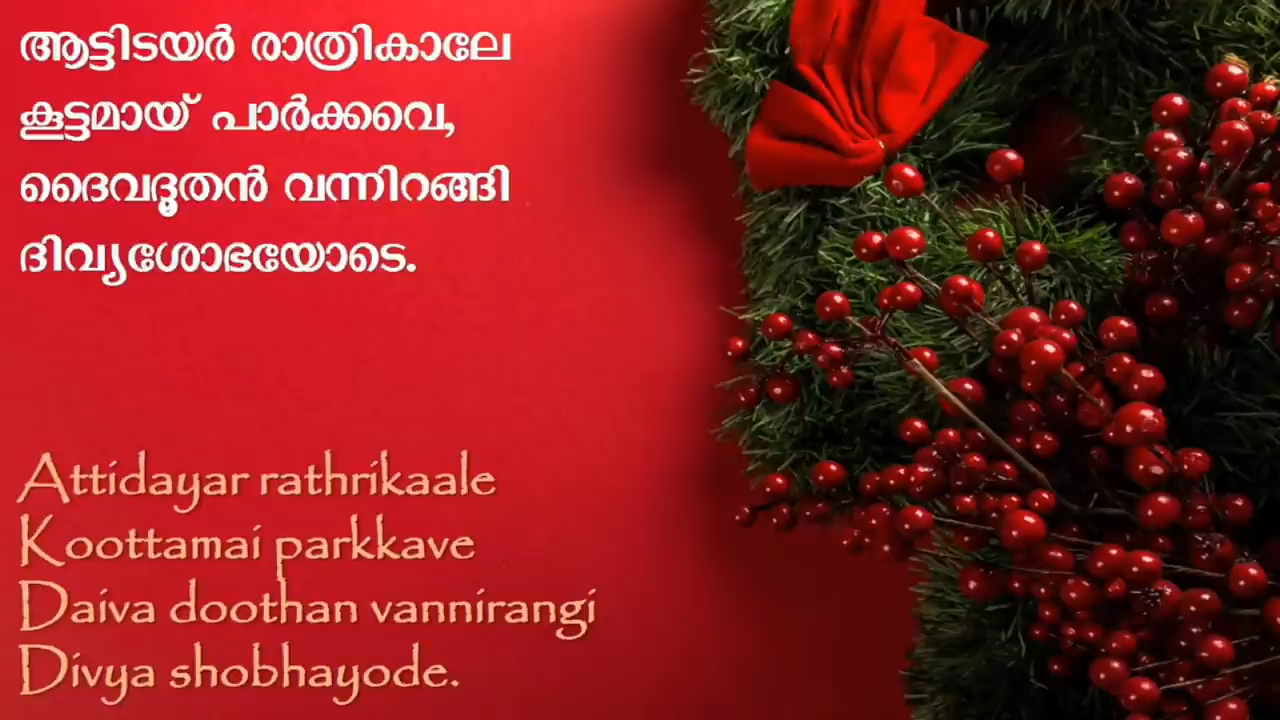 ആട്ടിടയർ രാത്രികാലേ
കൂട്ടമായ് പാർക്കവെ,
ദൈവദൂതൻ വന്നിറങ്ങി
ദിവ്യശോഭയോടെ.
Attidayar rathrikaale
Koottamai parkkave
Daiva doothan vannirangi
Divya shobhayode.